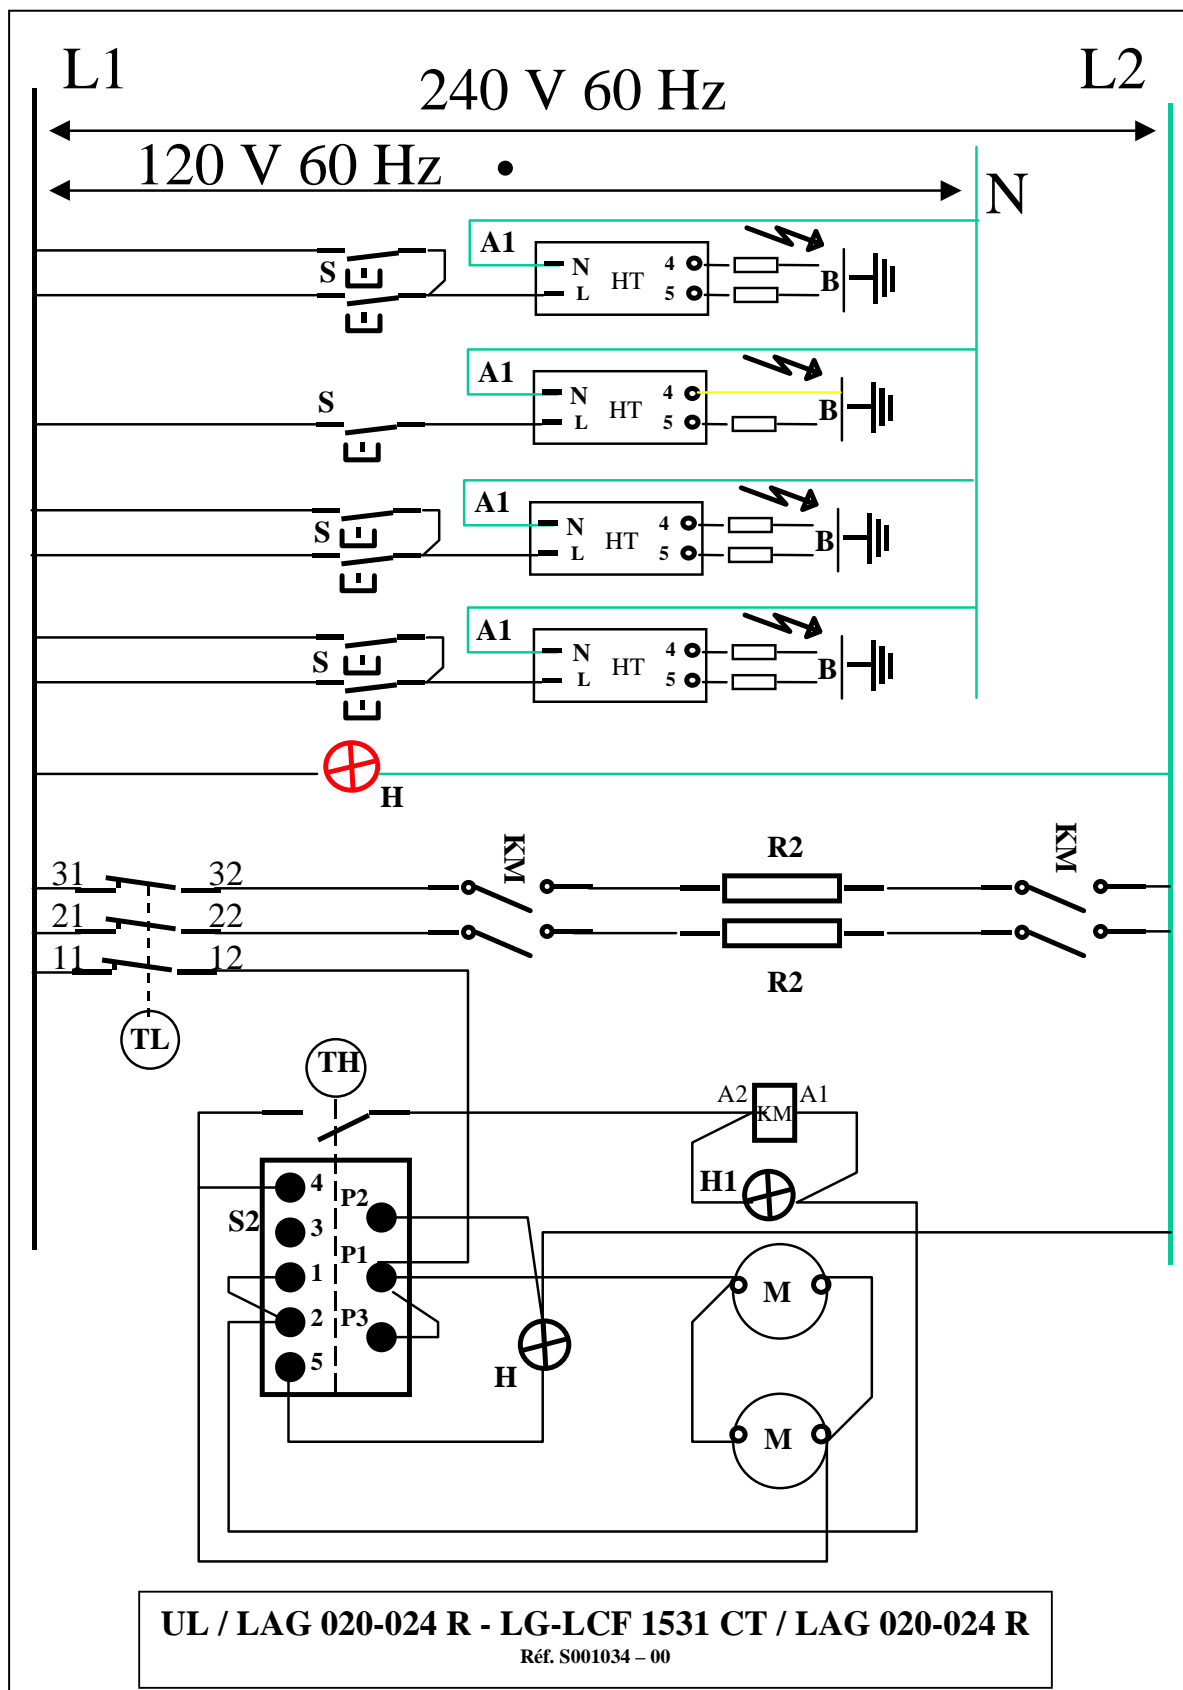 L1
L2
240 V 60 Hz
120 V 60 Hz •
N
S
A1
N
L
HT
4
5
B
S
A1
N
L
HT
4
5
B
S
A1
N
L
HT
4
5
B
S
A1
N
L
HT
4
5
B
H
31
32
KM
R2
KM
21
22
11
12
R2
TL
TH
A2
KM
A1
H1
S2
4
3
1
2
5
P2
P1
P3
M
H
M
UL / LAG 020-024 R - LG-LCF 1531 CT / LAG 020-024 R
Réf. S001034 – 00